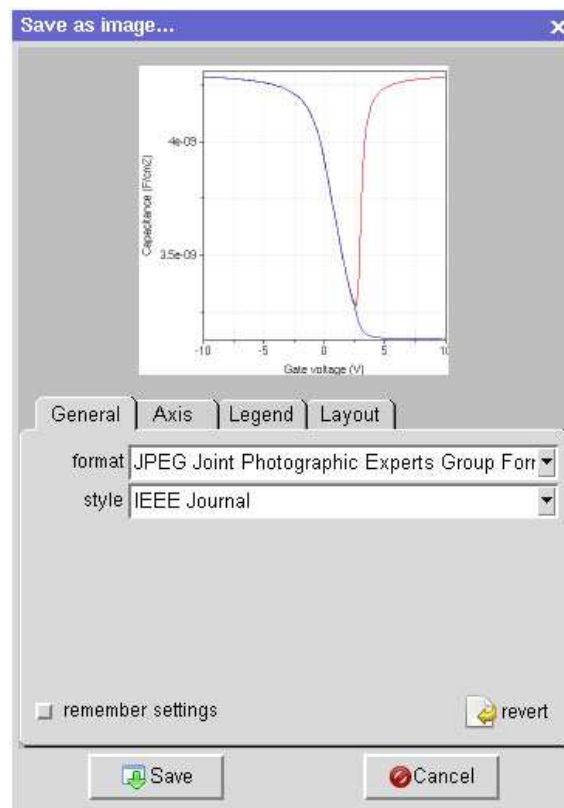 Save as image...
Capacitance (F/cm2)
4e-09
3.5e-09
-10 -5 0 5 10
Gate voltage (V)
General Axis Legend Layout
format JPEG Joint Photographic Experts Group Forr
style IEEE Journal
remember settings revert
Save Cancel